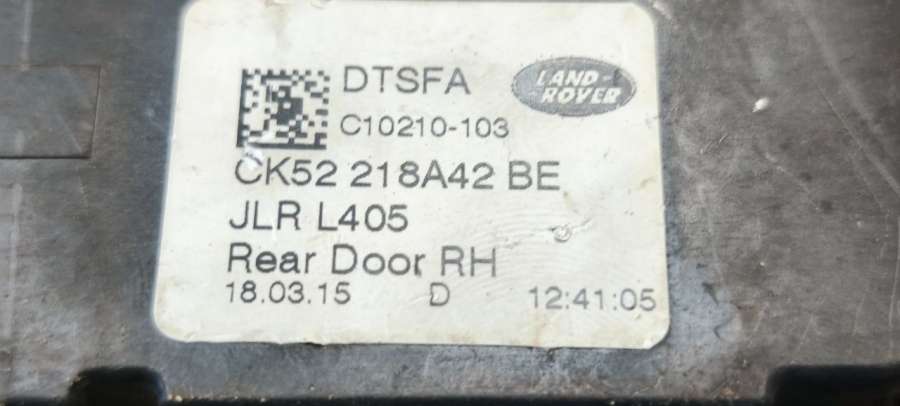 DTSFA
LAND-
ROVER
C10210-103
CK52 218A42 BE
JLR L405
Rear Door RH
18.03.15 D 12:41:05